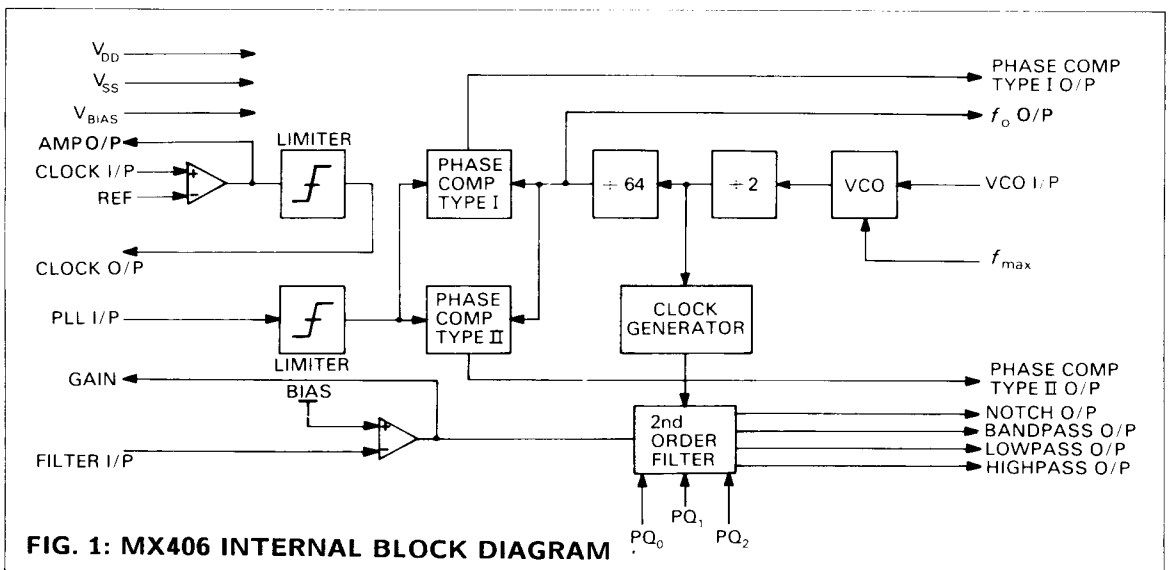 V_DD
V_SS
V_BIAS
AMP O/P
CLOCK I/P
REF
+
−
LIMITER
CLOCK O/P
PLL I/P
LIMITER
PHASE
COMP
TYPE I
PHASE
COMP
TYPE II
÷ 64
÷ 2
VCO
CLOCK
GENERATOR
PHASE COMP
TYPE I O/P
f_o O/P
VCO I/P
f_max
GAIN
BIAS
+
−
FILTER I/P
2nd
ORDER
FILTER
PHASE COMP
TYPE II O/P
NOTCH O/P
BANDPASS O/P
LOWPASS O/P
HIGHPASS O/P
PQ_0
PQ_1
PQ_2
FIG. 1: MX406 INTERNAL BLOCK DIAGRAM